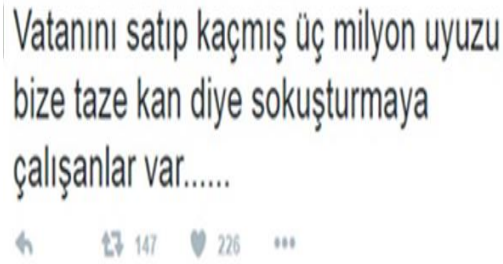 Vatanını satıp kaçmış üç milyon uyuzu
bize taze kan diye sokuşturmaya
çalışanlar var......
147 226